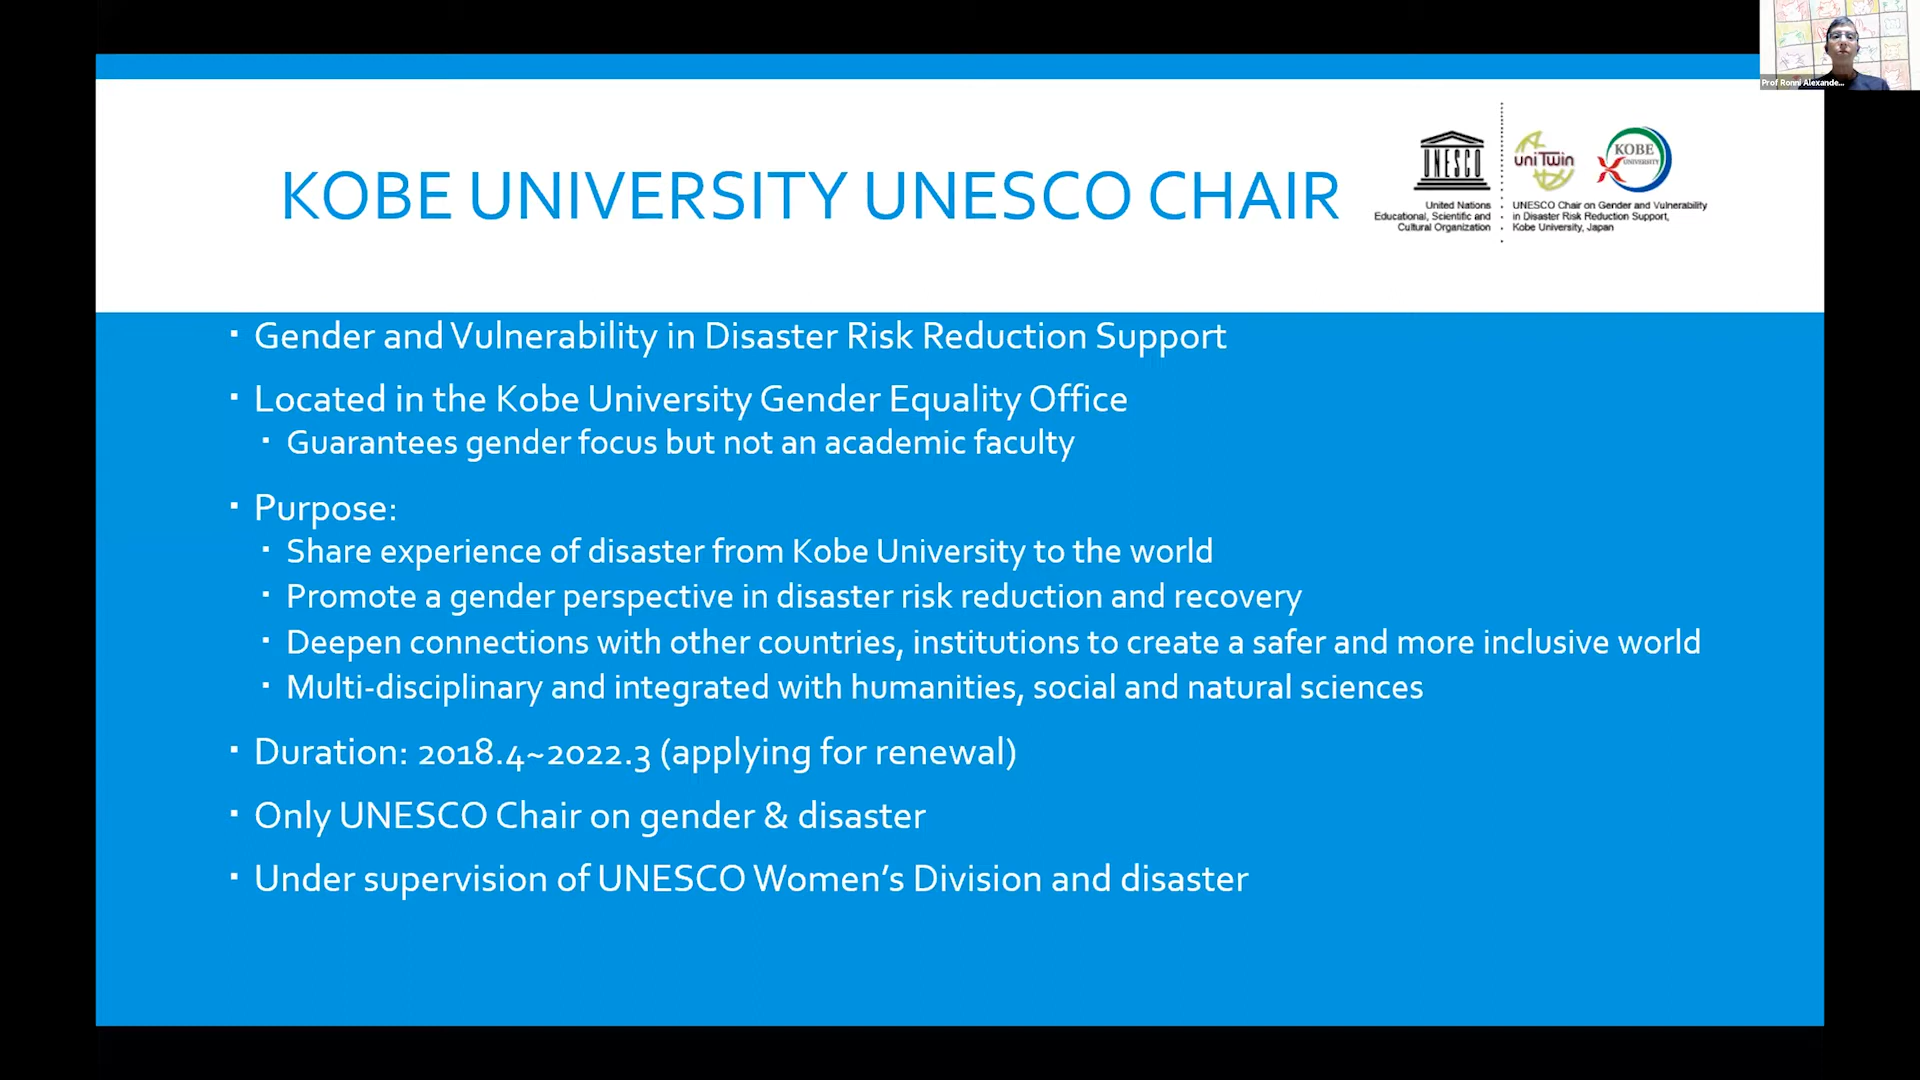 Prof Ronni Alexande...
KOBE UNIVERSITY UNESCO CHAIR
UNESCO
uniTwin
KOBE
UNIVERSITY
United Nations
Educational, Scientific and
Cultural Organization
UNESCO Chair on Gender and Vulnerability
in Disaster Risk Reduction Support,
Kobe University, Japan
Gender and Vulnerability in Disaster Risk Reduction Support
Located in the Kobe University Gender Equality Office
Guarantees gender focus but not an academic faculty
Purpose:
Share experience of disaster from Kobe University to the world
Promote a gender perspective in disaster risk reduction and recovery
Deepen connections with other countries, institutions to create a safer and more inclusive world
Multi-disciplinary and integrated with humanities, social and natural sciences
Duration: 2018.4~2022.3 (applying for renewal)
Only UNESCO Chair on gender & disaster
Under supervision of UNESCO Women’s Division and disaster